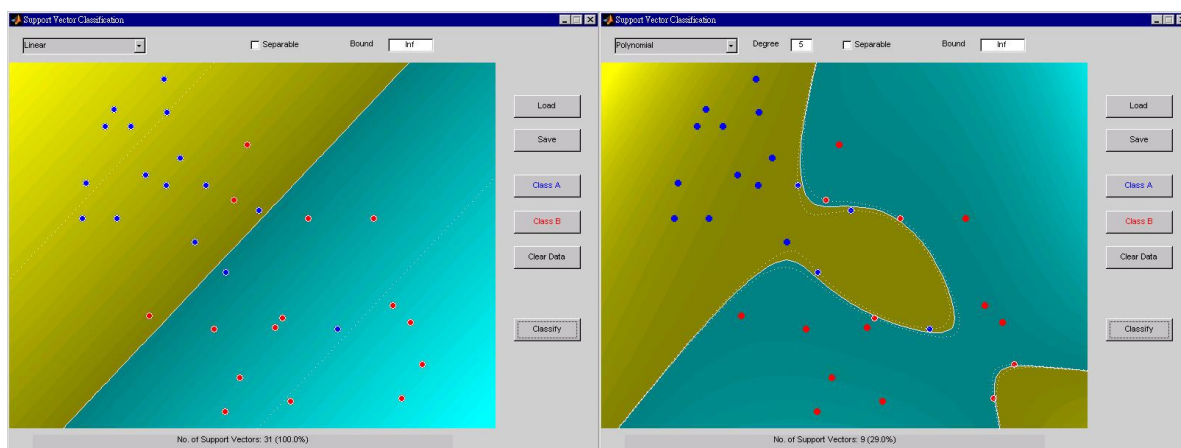 Support Vector Classification
Linear
Separable
Bound
Inf
Load
Save
Class A
Class B
Clear Data
Classify
No. of Support Vectors: 31 (100.0%)
Support Vector Classification
Polynomial
Degree
5
Separable
Bound
Inf
Load
Save
Class A
Class B
Clear Data
Classify
No. of Support Vectors: 9 (29.0%)